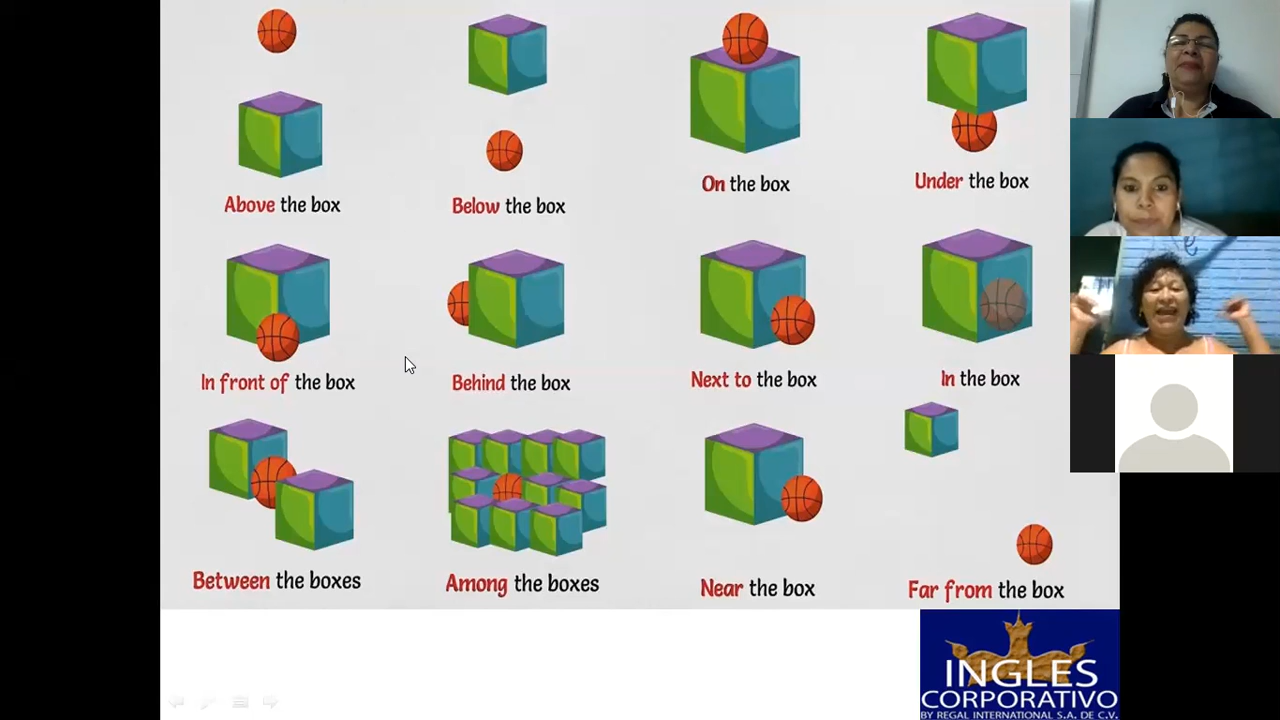 Above the box
Below the box
On the box
Under the box
In front of the box
Behind the box
Next to the box
In the box
Between the boxes
Among the boxes
Near the box
Far from the box
INGLES
CORPORATIVO
BY REGAL INTERNATIONAL S.A. DE C.V.